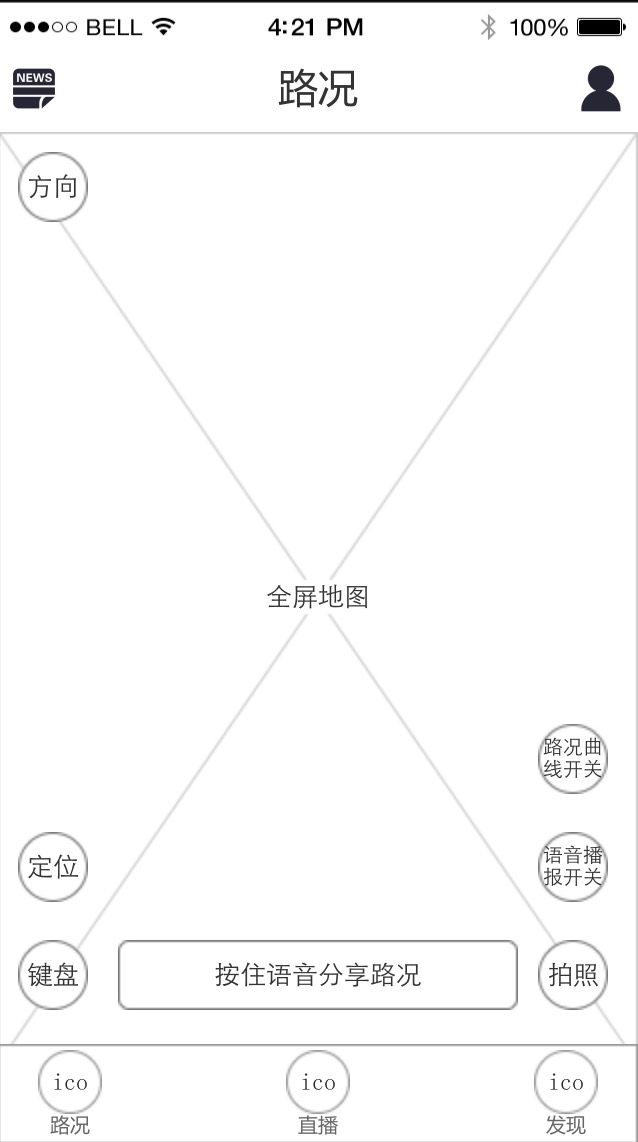 BELL 4:21 PM 100%
NEWS 路况
方向
全屏地图
路况曲
线开关
定位
语音播
报开关
键盘 按住语音分享路况 拍照
ico ico ico
路况 直播 发现